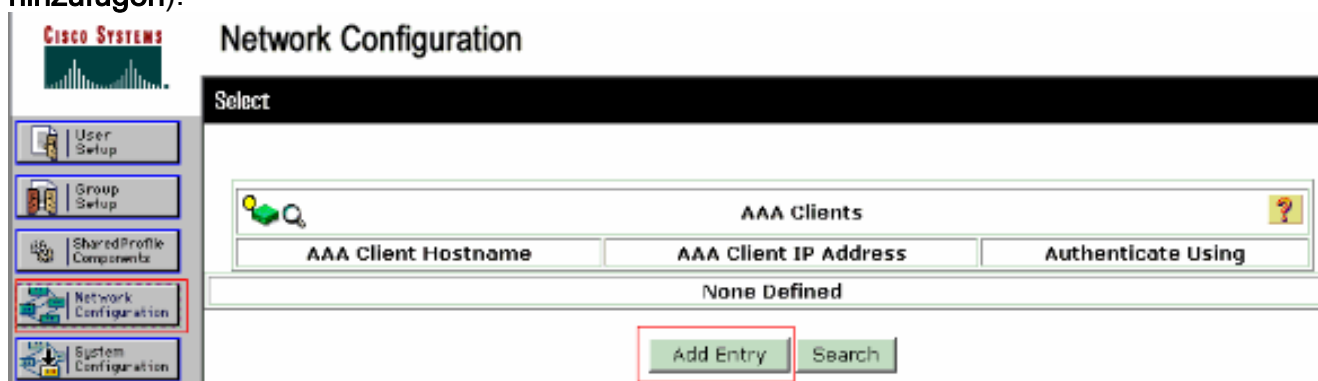 hinzufügen):
CISCO SYSTEMS
Network Configuration
Select
User
Setup
Group
Setup
SharedProfile
Components
Network
Configuration
System
Configuration
AAA Clients
?
AAA Client Hostname AAA Client IP Address Authenticate Using
None Defined
Add Entry Search